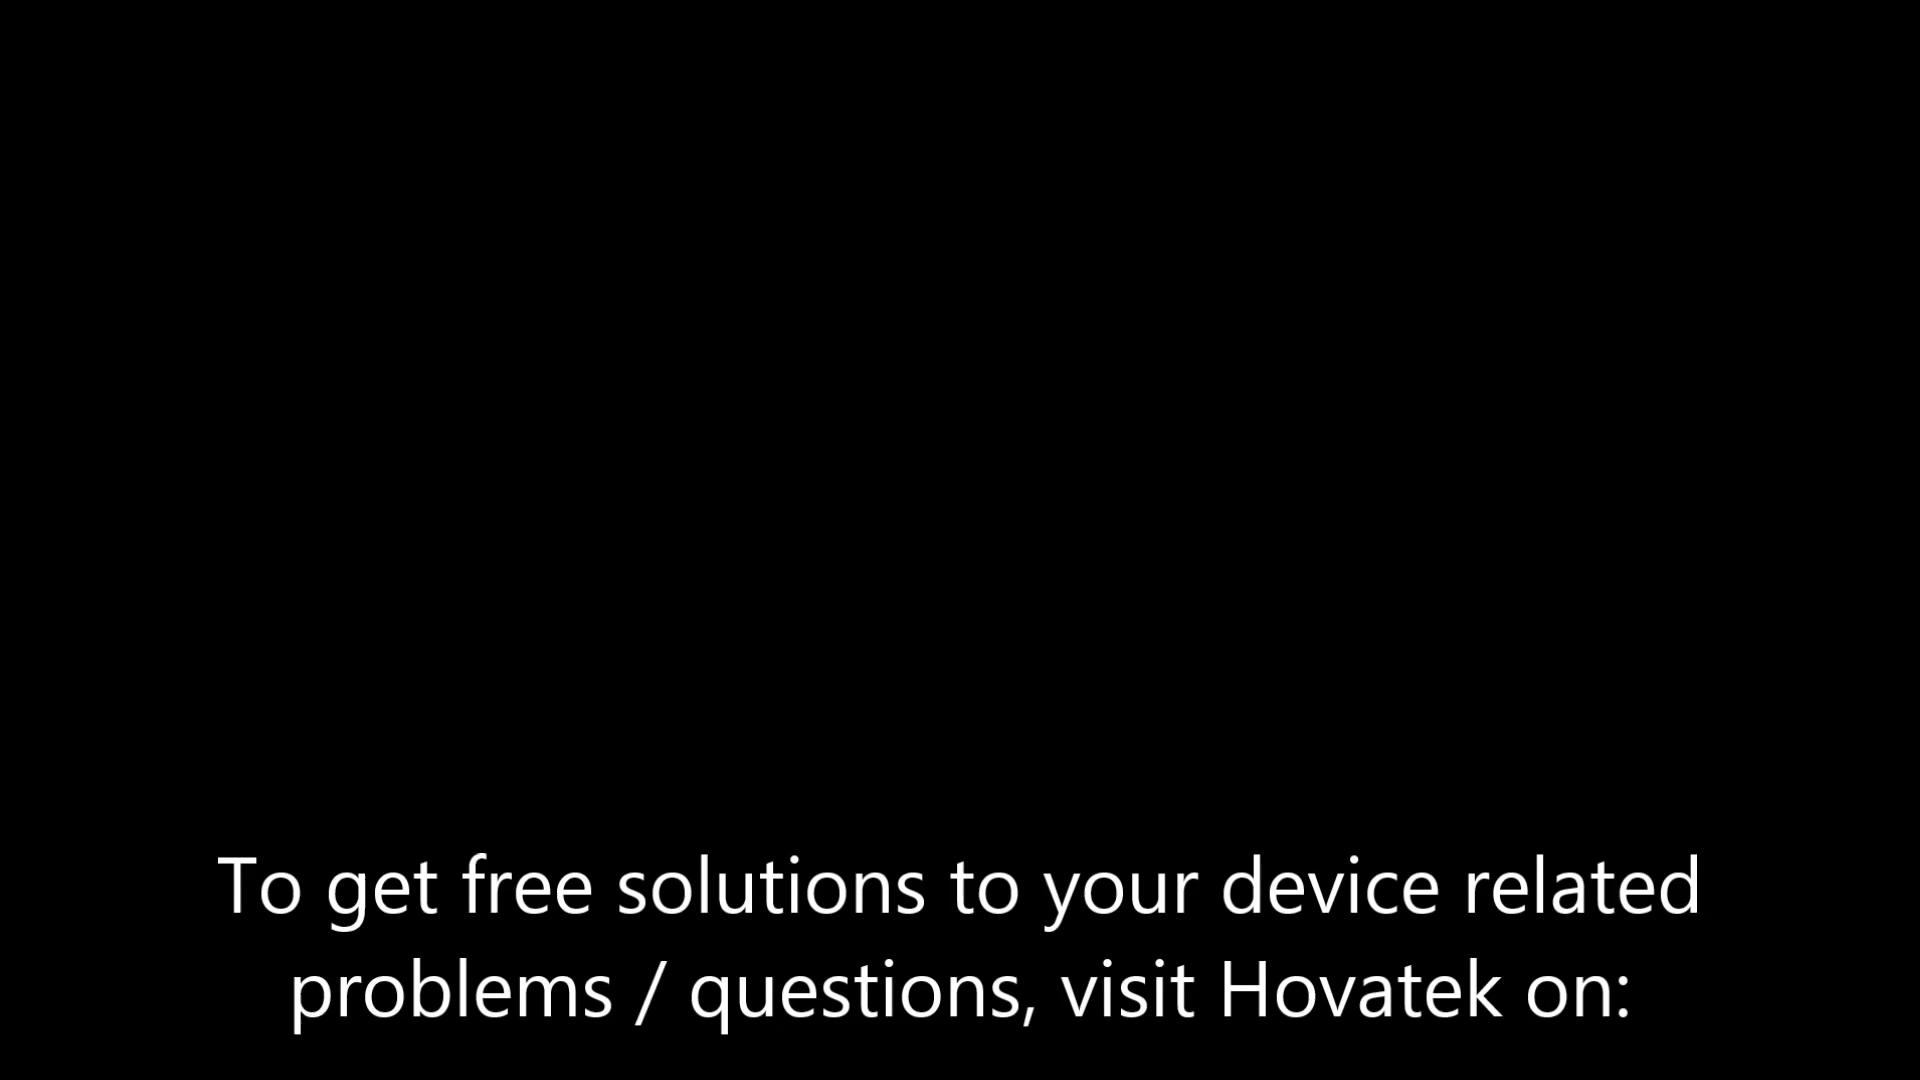 To get free solutions to your device related
problems / questions, visit Hovatek on: